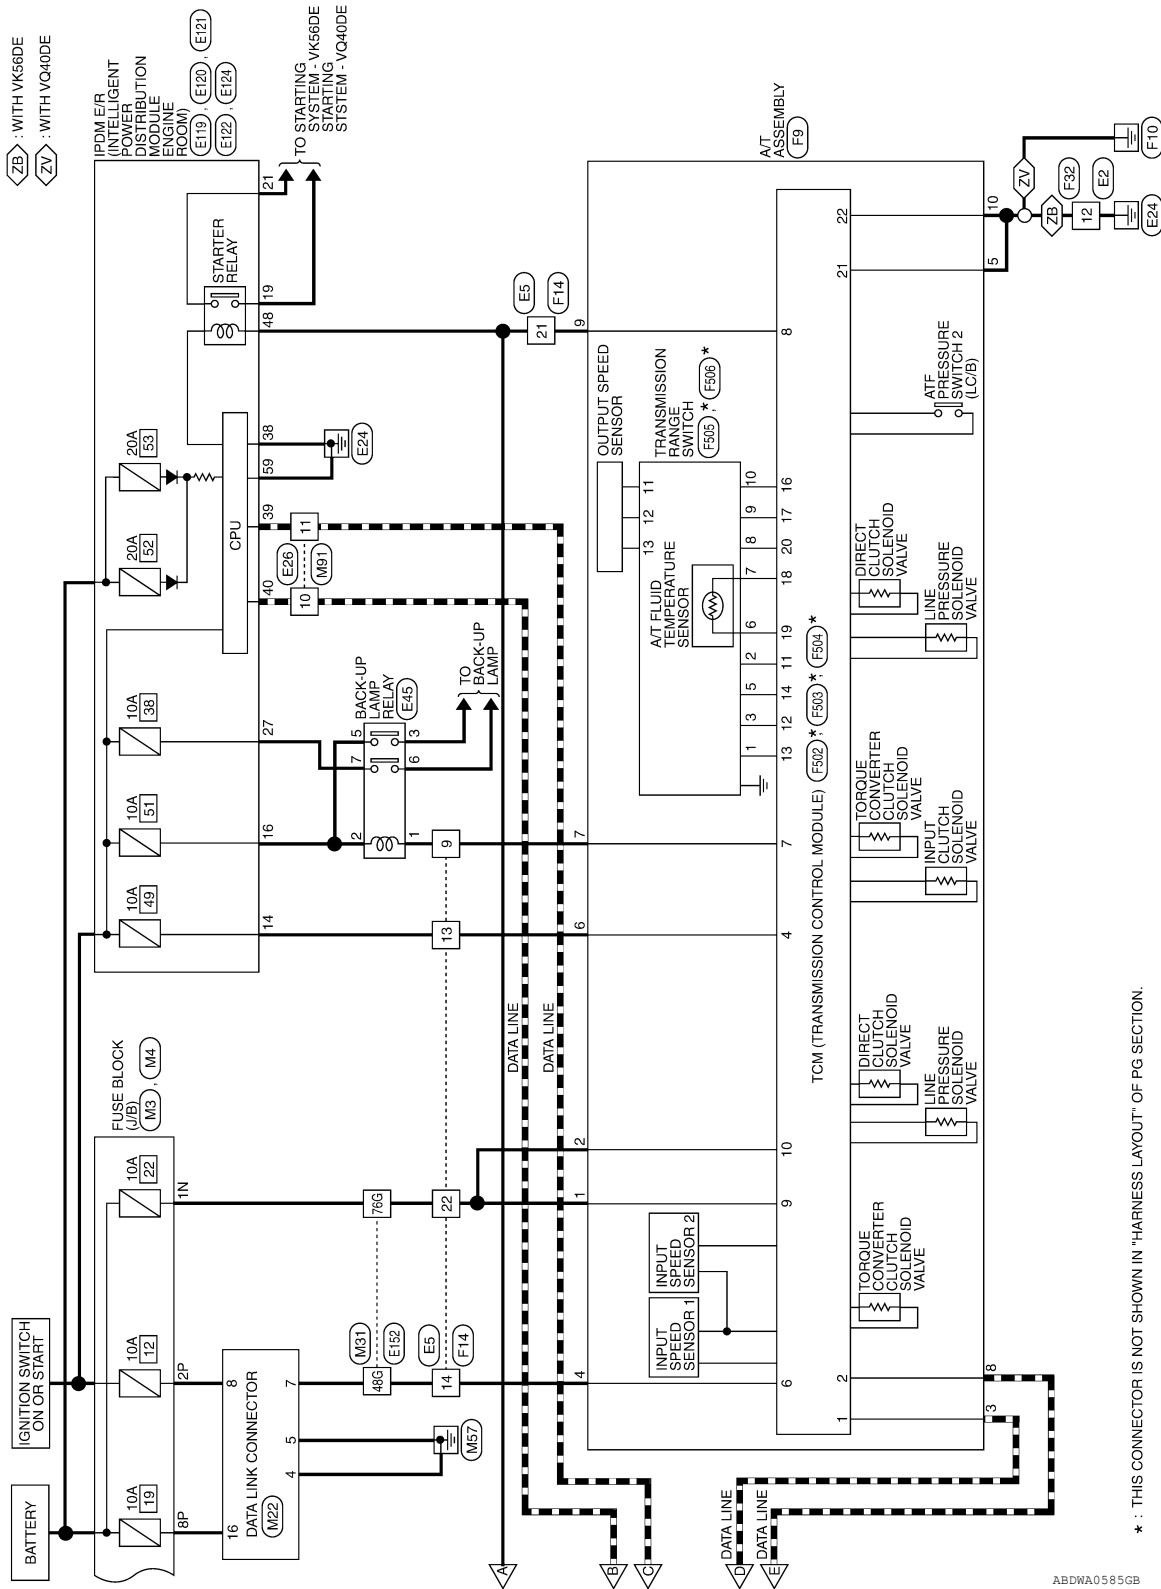 ZB : WITH VK56DE
ZV : WITH VQ40DE
BATTERY
IGNITION SWITCH
ON OR START
FUSE BLOCK
(J/B)
M3 , M4
10A
19
10A
12
10A
22
8P
2P
1N
IPDM E/R
(INTELLIGENT
POWER
DISTRIBUTION
MODULE
ENGINE
ROOM)
E119 , E120 , E121
E122 , E124
10A
49
10A
51
10A
38
20A
52
20A
53
CPU
STARTER
RELAY
14
16
27
40
39
59
38
48
19
21
TO STARTING
SYSTEM - VK56DE
STARTING
STSTEM - VQ40DE
16
8
DATA LINK CONNECTOR
M22
4
5
7
M57
M31
E152
48G
76G
E5
F14
14
22
13
9
BACK-UP
LAMP
RELAY
E45
2
1
7
5
6
3
TO
BACK-UP
LAMP
E26
M91
10
11
E24
E5
F14
21
DATA LINE
DATA LINE
A
B
C
D
E
DATA LINE
DATA LINE
A/T
ASSEMBLY
F9
4
1
2
6
7
9
INPUT
SPEED
SENSOR 1
INPUT
SPEED
SENSOR 2
OUTPUT SPEED
SENSOR
TRANSMISSION
RANGE
SWITCH
F505 * , F506 *
13
12
11
A/T FLUID
TEMPERATURE
SENSOR
1
3
5
2
6
7
8
9
10
6
9
10
4
7
13
12
14
11
19
18
20
17
16
8
TCM (TRANSMISSION CONTROL MODULE) F502 * , F503 * , F504 *
1
2
21
22
TORQUE
CONVERTER
CLUTCH
SOLENOID
VALVE
DIRECT
CLUTCH
SOLENOID
VALVE
LINE
PRESSURE
SOLENOID
VALVE
TORQUE
CONVERTER
CLUTCH
SOLENOID
VALVE
INPUT
CLUTCH
SOLENOID
VALVE
DIRECT
CLUTCH
SOLENOID
VALVE
LINE
PRESSURE
SOLENOID
VALVE
ATF
PRESSURE
SWITCH 2
(LC/B)
3
8
5
10
ZV
ZB
F32
E2
12
E24
F10
* : THIS CONNECTOR IS NOT SHOWN IN "HARNESS LAYOUT" OF PG SECTION.
ABDWA0585GB